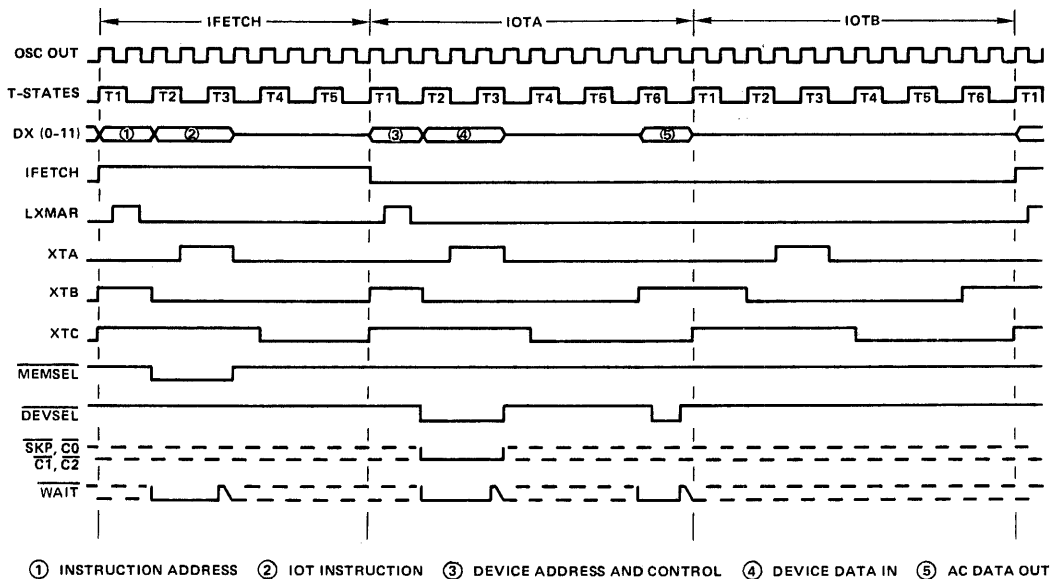 IFETCH IOTA IOTB
OSC OUT
T-STATES T1 T2 T3 T4 T5 T1 T2 T3 T4 T5 T6 T1 T2 T3 T4 T5 T6 T1
DX (0-11) ① ② ③ ④ ⑤
IFETCH
LXMAR
XTA
XTB
XTC
MEMSEL
DEVSEL
SKP, C0
C1, C2
WAIT
① INSTRUCTION ADDRESS ② IOT INSTRUCTION ③ DEVICE ADDRESS AND CONTROL ④ DEVICE DATA IN ⑤ AC DATA OUT